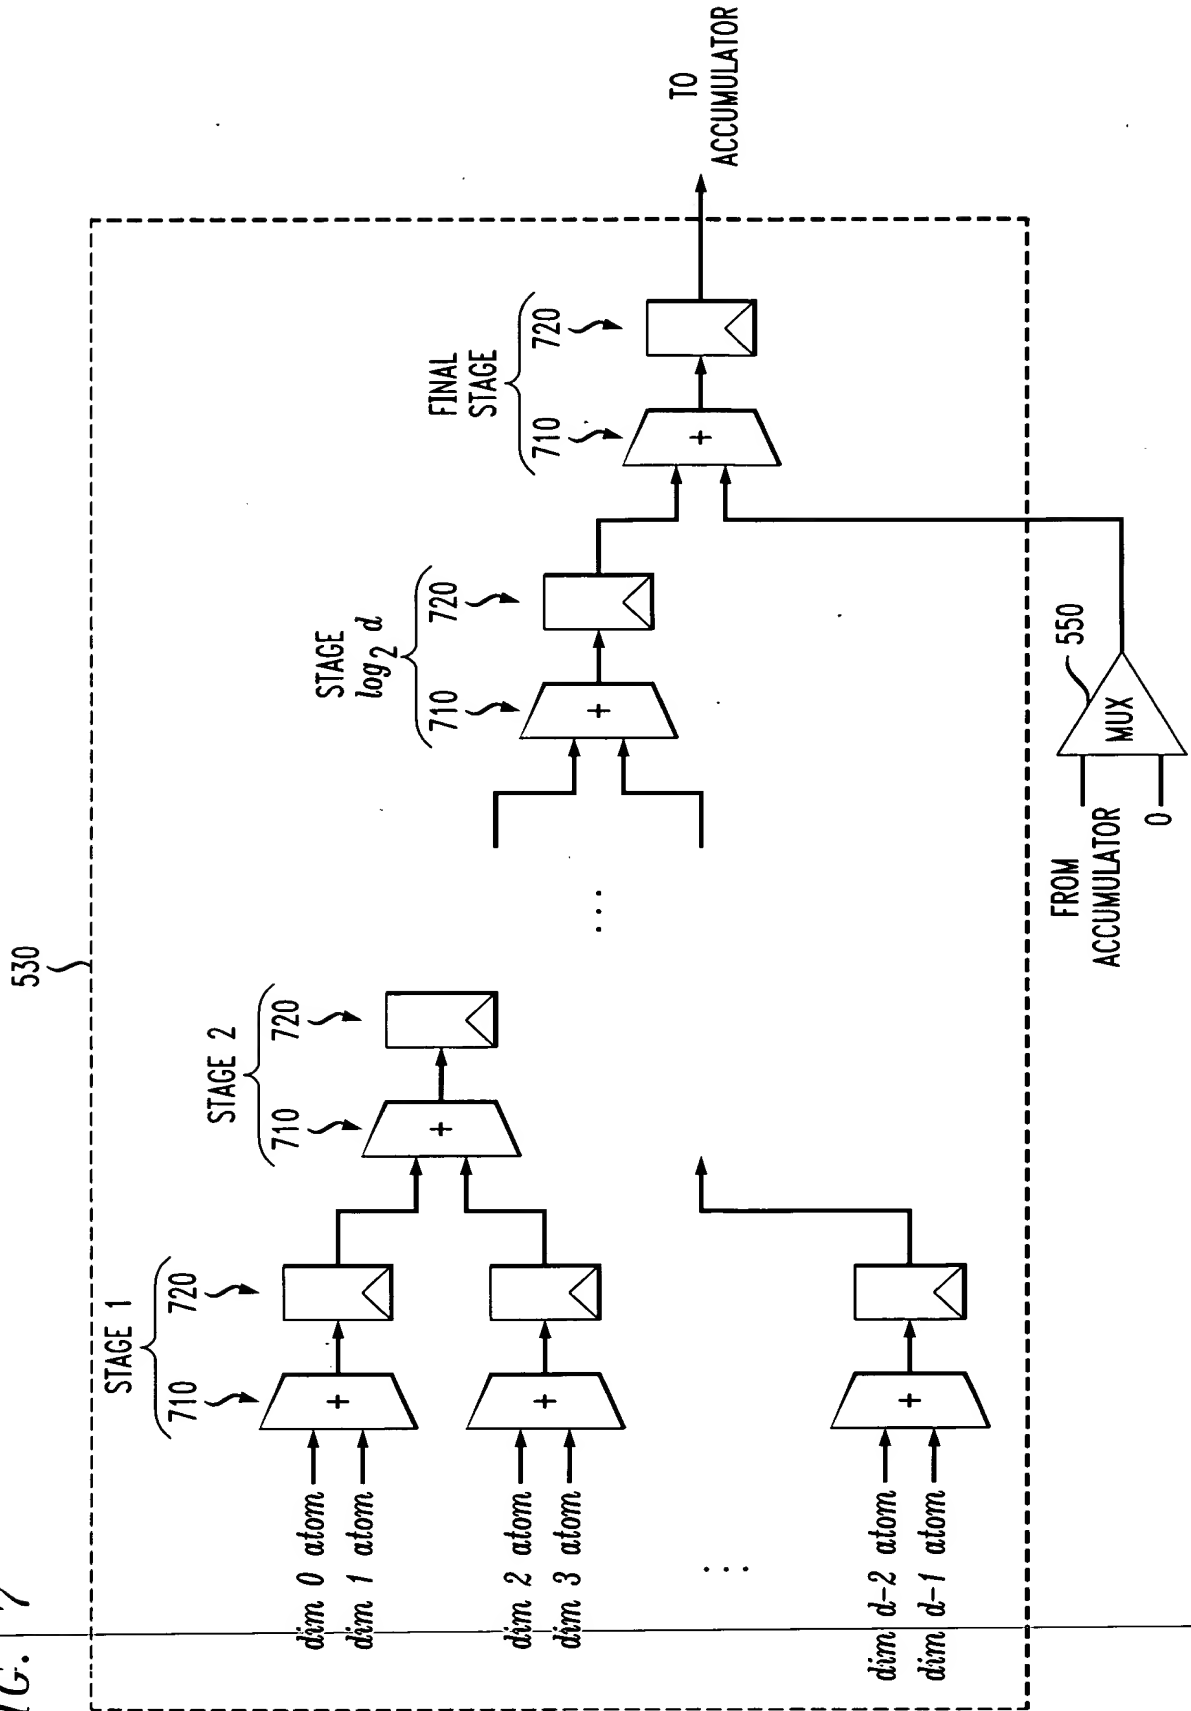 FIG. 7
530
STAGE 1
710
720
STAGE 2
710
720
STAGE
log2 d
710
720
FINAL
STAGE
710
720
TO
ACCUMULATOR
+
+
+
+
+
+
dim 0 atom
dim 1 atom
dim 2 atom
dim 3 atom
...
...
dim d-2 atom
dim d-1 atom
FROM
ACCUMULATOR
0
MUX
550